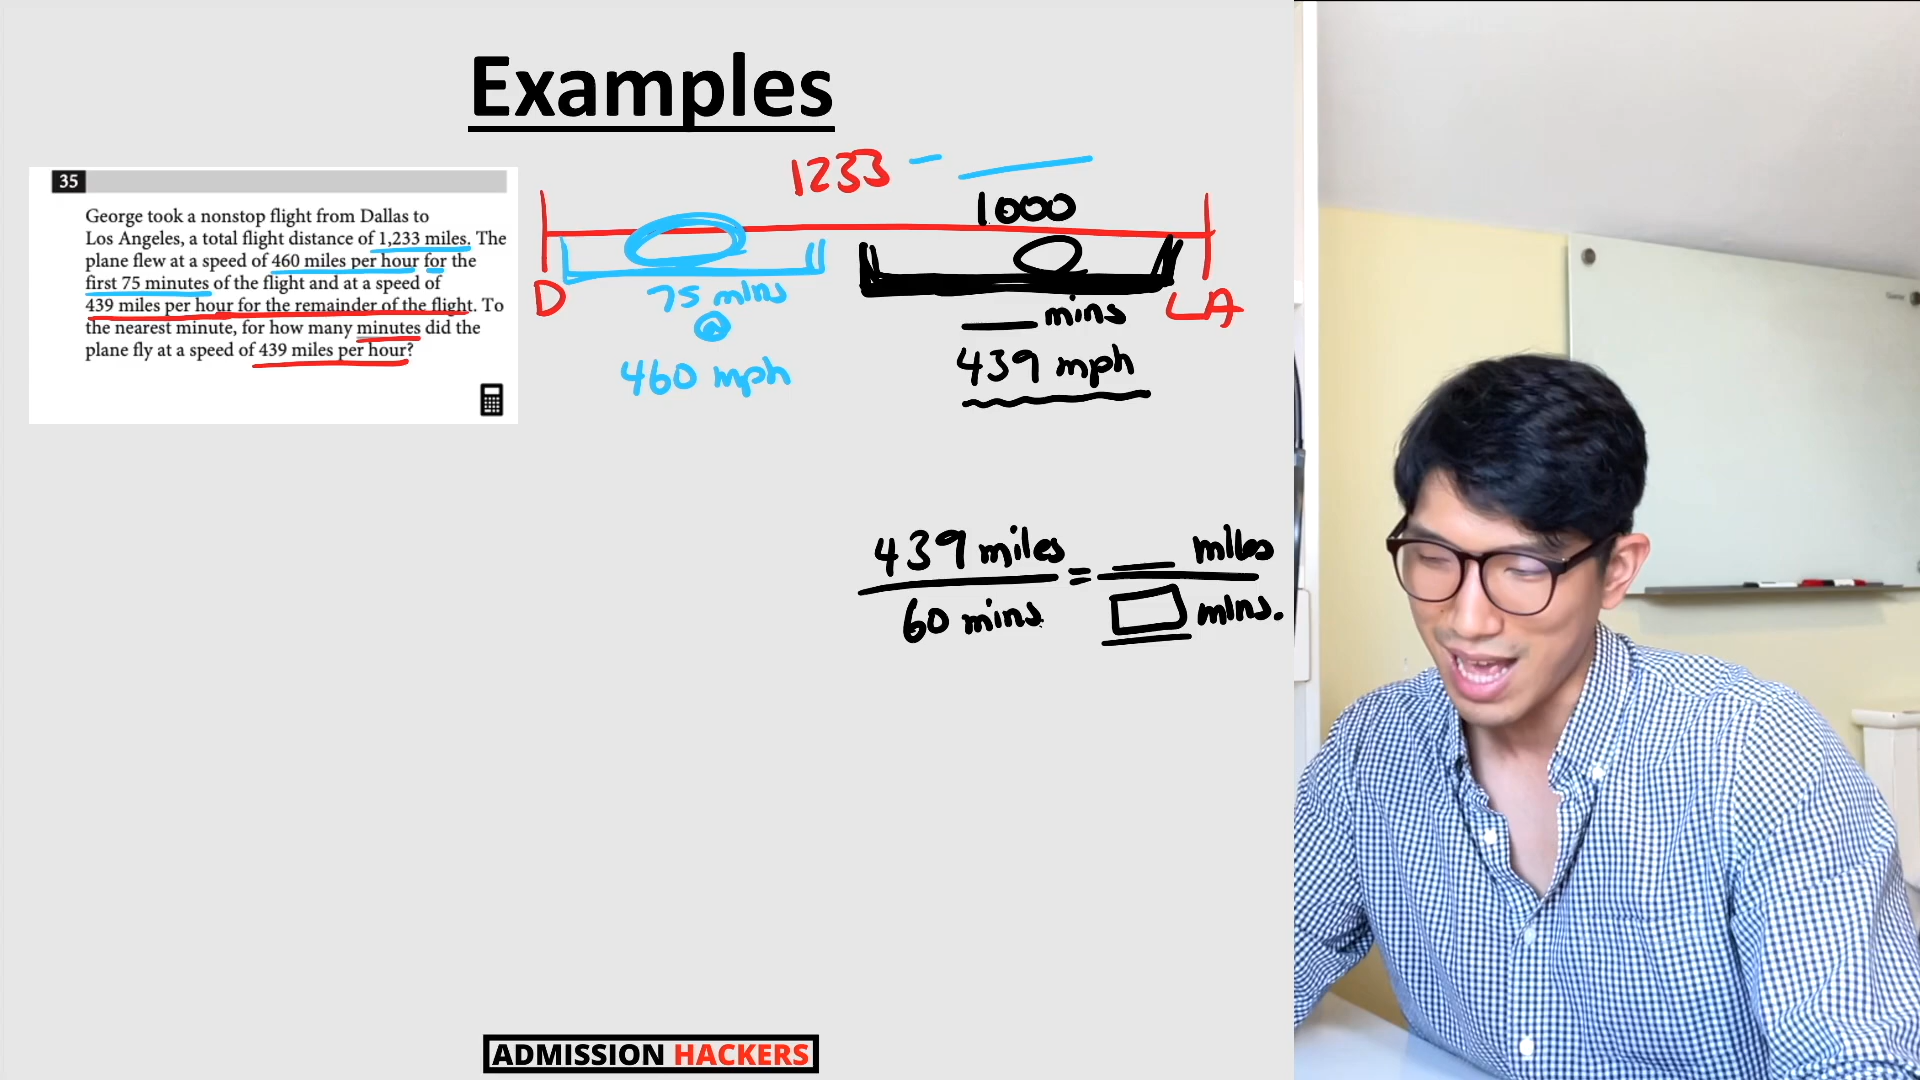 Examples
35
George took a nonstop flight from Dallas to
Los Angeles, a total flight distance of 1,233 miles. The
plane flew at a speed of 460 miles per hour for the
first 75 minutes of the flight and at a speed of
439 miles per hour for the remainder of the flight. To
the nearest minute, for how many minutes did the
plane fly at a speed of 439 miles per hour?
1233 -
1000
D
75 mins
@
460 mph
mins
439 mph
LA
439 miles = miles
60 mins. mins.
ADMISSION HACKERS